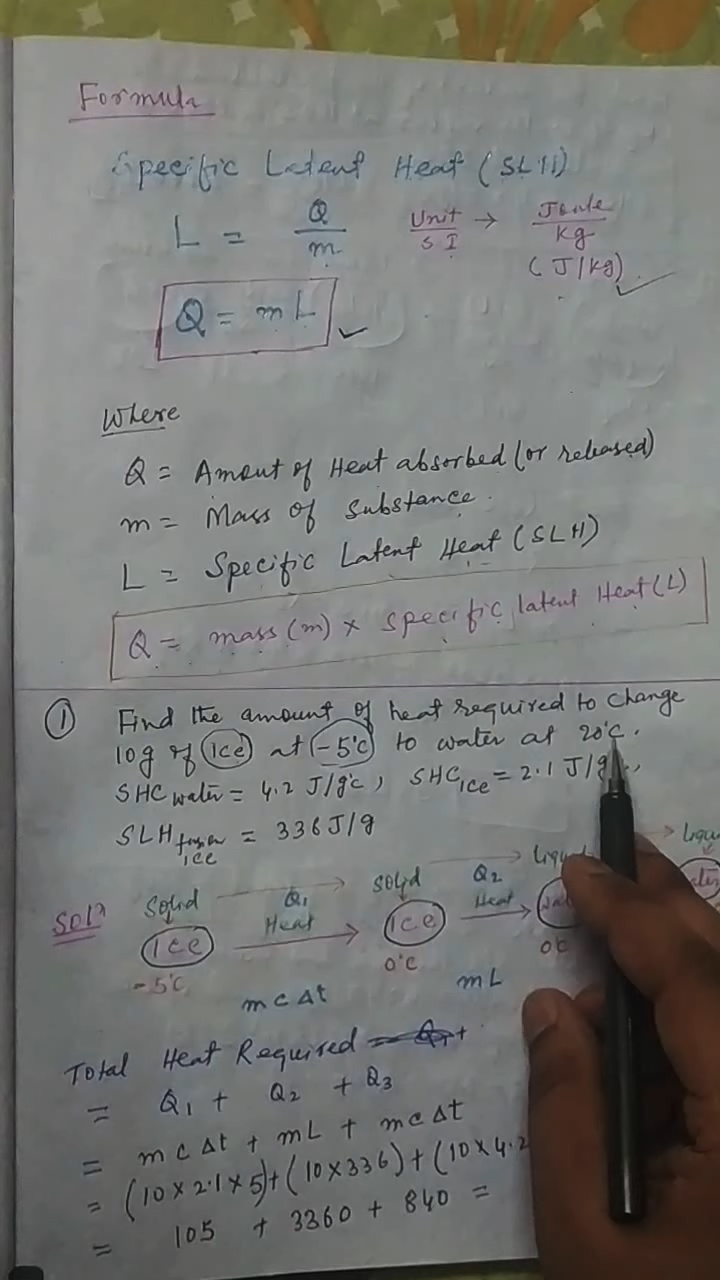 Formula
Specific Latent Heat (SLH)
L = Q/m Unit/SI → Joule/kg
(J/kg)
Q = mL
Where
Q = Amout of Heat absorbed (or released)
m = Mass of Substance.
L = Specific Latent Heat (SLH)
Q = mass (m) × specific latent Heat (L)
① Find the amount of heat required to change
10g of Ice at -5°C to water at 20°C.
SHC water = 4.2 J/g°C, SHC ice = 2.1 J/g
SLH fusion ice = 336 J/g
Solⁿ Solid → Solid → Liquid →
Ice Q₁ Heat → Ice Q₂ Heat →
-5°C 0°C 0°C
mcΔt mL
Total Heat Required =
= Q₁ + Q₂ + Q₃
= mcΔt + mL + mcΔt
= (10×2.1×5)+(10×336)+(10×4.2
= 105 + 3360 + 840 =